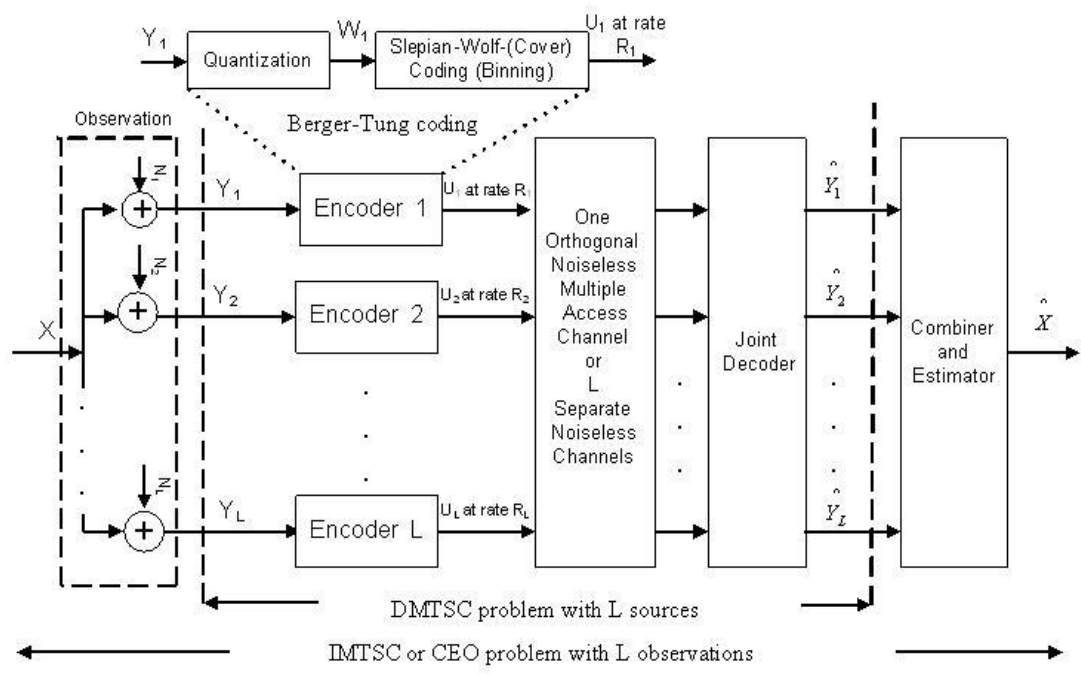 Y1
Quantization
W1
Slepian-Wolf-(Cover)
Coding (Binning)
U1 at rate
R1
Berger-Tung coding
Observation
N1
+
Y1
Encoder 1
U1 at rate R1
N2
+
Y2
Encoder 2
U2 at rate R2
X
NL
+
YL
Encoder L
UL at rate RL
One
Orthogonal
Noiseless
Multiple
Access
Channel
or
L
Separate
Noiseless
Channels
Joint
Decoder
Ŷ1
Ŷ2
ŶL
Combiner
and
Estimator
X̂
DMTSC problem with L sources
IMTSC or CEO problem with L observations